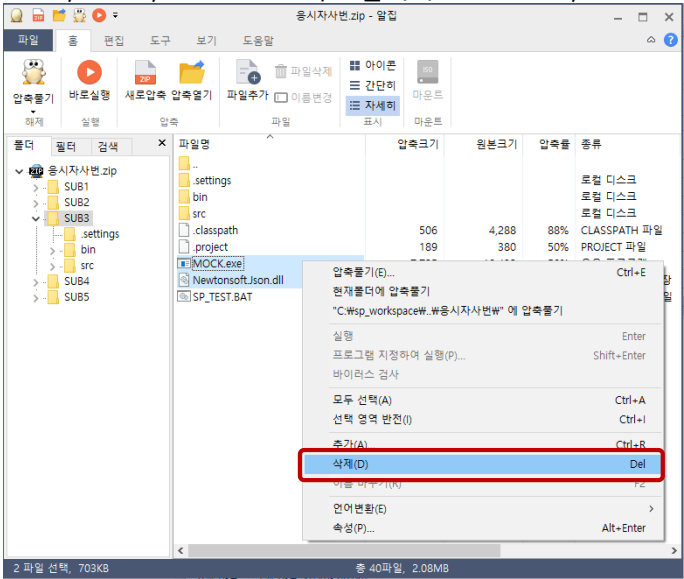 응시자사번.zip - 알집
파일 홈 편집 도구 보기 도움말
압축풀기 바로실행 새로압축 압축열기 파일추가 파일삭제 이름변경 아이콘 간단히 자세히 ISO 마운트
해제 실행 압축 파일 표시 마운트
폴더 필터 검색
파일명 압축크기 원본크기 압축률 종류
응시자사번.zip
SUB1
SUB2
SUB3
.settings
bin
src
SUB4
SUB5
..
.settings 로컬 디스크
bin 로컬 디스크
src 로컬 디스크
.classpath 506 4,288 88% CLASSPATH 파일
.project 189 380 50% PROJECT 파일
MOCK.exe
Newtonsoft.Json.dll
SP_TEST.BAT
압축풀기(E)... Ctrl+E
현재폴더에 압축풀기
"C:₩sp_workspace₩..₩응시자사번₩" 에 압축풀기
실행 Enter
프로그램 지정하여 실행(P)... Shift+Enter
바이러스 검사
모두 선택(A) Ctrl+A
선택 영역 반전(I) Ctrl+I
추가(A) Ctrl+R
삭제(D) Del
이름 바꾸기(R) F2
언어변환(E)
속성(P)... Alt+Enter
2 파일 선택, 703KB 총 40파일, 2.08MB